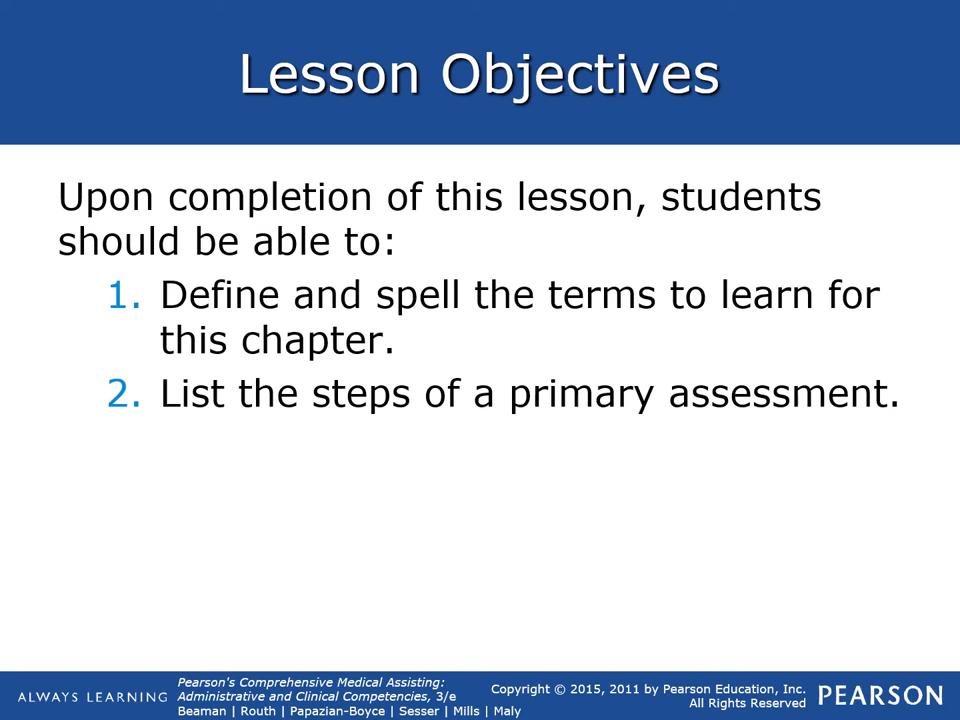 Lesson Objectives
Upon completion of this lesson, students
should be able to:
1. Define and spell the terms to learn for
this chapter.
2. List the steps of a primary assessment.
ALWAYS LEARNING
Pearson's Comprehensive Medical Assisting:
Administrative and Clinical Competencies, 3/e
Beaman | Routh | Papazian-Boyce | Sesser | Mills | Maly
Copyright © 2015, 2011 by Pearson Education, Inc.
All Rights Reserved
PEARSON